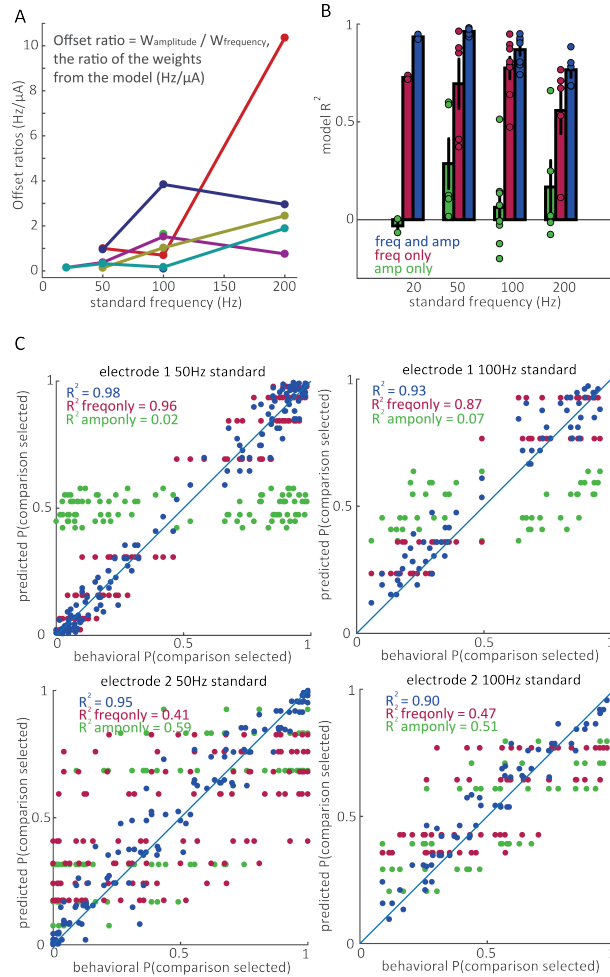 A
Offset ratio = Wamplitude / Wfrequency,
the ratio of the weights
from the model (Hz/μA)
Offset ratios (Hz/μA)
10
8
6
4
2
0
0
50
100
150
200
standard frequency (Hz)
B
model R²
1
0.5
0
freq and amp
freq only
amp only
20
50
100
200
standard frequency (Hz)
C
electrode 1 50Hz standard
R² = 0.98
R² freqonly = 0.96
R² amponly = 0.02
predicted P(comparison selected)
1
0.5
0
0
0.5
1
behavioral P(comparison selected)
electrode 1 100Hz standard
R² = 0.93
R² freqonly = 0.87
R² amponly = 0.07
predicted P(comparison selected)
1
0.5
0
0
0.5
1
behavioral P(comparison selected)
electrode 2 50Hz standard
R² = 0.95
R² freqonly = 0.41
R² amponly = 0.59
predicted P(comparison selected)
1
0.5
0
0
0.5
1
behavioral P(comparison selected)
electrode 2 100Hz standard
R² = 0.90
R² freqonly = 0.47
R² amponly = 0.51
predicted P(comparison selected)
1
0.5
0
0
0.5
1
behavioral P(comparison selected)